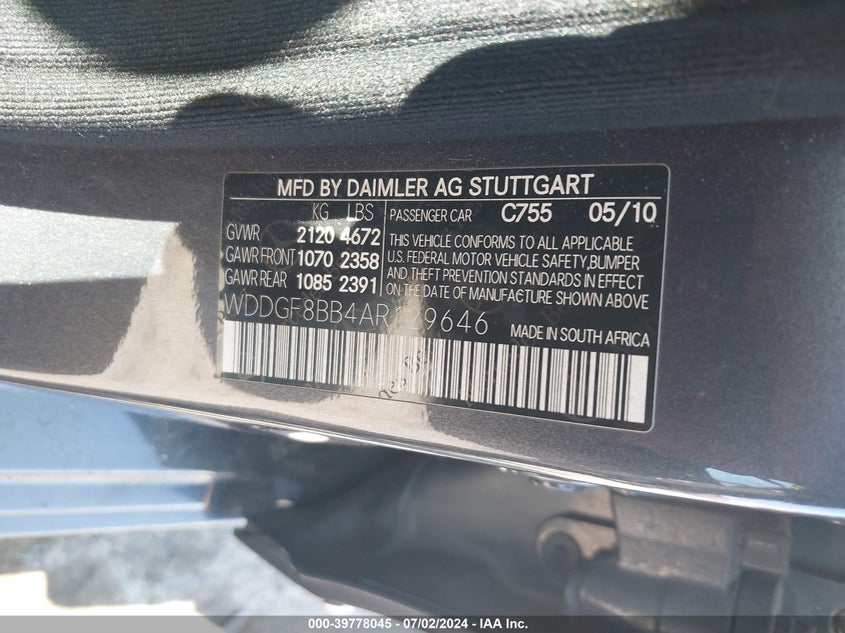 MFD BY DAIMLER AG STUTTGART
KG LBS
GVWR 2120 4672
GAWR FRONT 1070 2358
GAWR REAR 1085 2391
PASSENGER CAR C755 05/10
THIS VEHICLE CONFORMS TO ALL APPLICABLE
U.S. FEDERAL MOTOR VEHICLE SAFETY,BUMPER
AND THEFT PREVENTION STANDARDS IN EFFECT
ON THE DATE OF MANUFACTURE SHOWN ABOVE
WDDGF8BB4AR129646
MADE IN SOUTH AFRICA
000-39778045 - 07/02/2024 - IAA Inc.